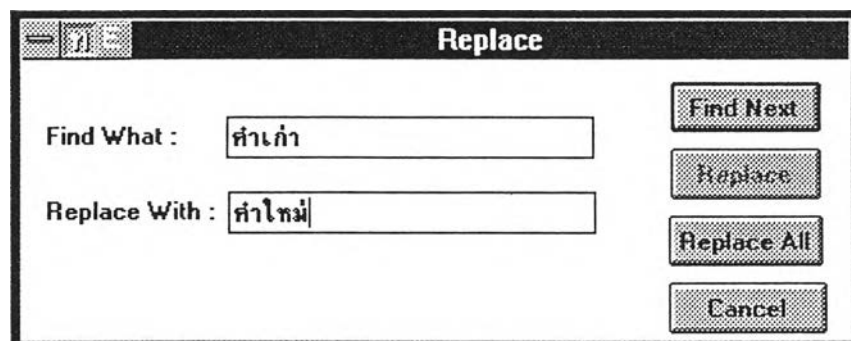 ก E Replace
Find What : คำเก่า
Replace With : คำใหม่
Find Next
Replace
Replace All
Cancel